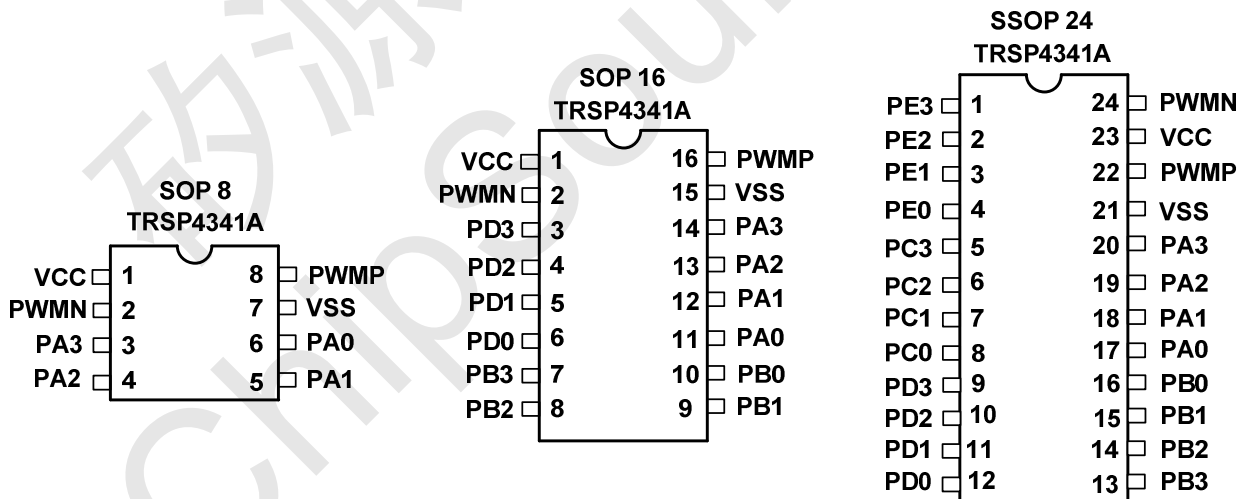 SOP 8
TRSP4341A
VCC 1 8 PWMP
PWMN 2 7 VSS
PA3 3 6 PA0
PA2 4 5 PA1
SOP 16
TRSP4341A
VCC 1 16 PWMP
PWMN 2 15 VSS
PD3 3 14 PA3
PD2 4 13 PA2
PD1 5 12 PA1
PD0 6 11 PA0
PB3 7 10 PB0
PB2 8 9 PB1
SSOP 24
TRSP4341A
PE3 1 24 PWMN
PE2 2 23 VCC
PE1 3 22 PWMP
PE0 4 21 VSS
PC3 5 20 PA3
PC2 6 19 PA2
PC1 7 18 PA1
PC0 8 17 PA0
PD3 9 16 PB0
PD2 10 15 PB1
PD1 11 14 PB2
PD0 12 13 PB3
矽源